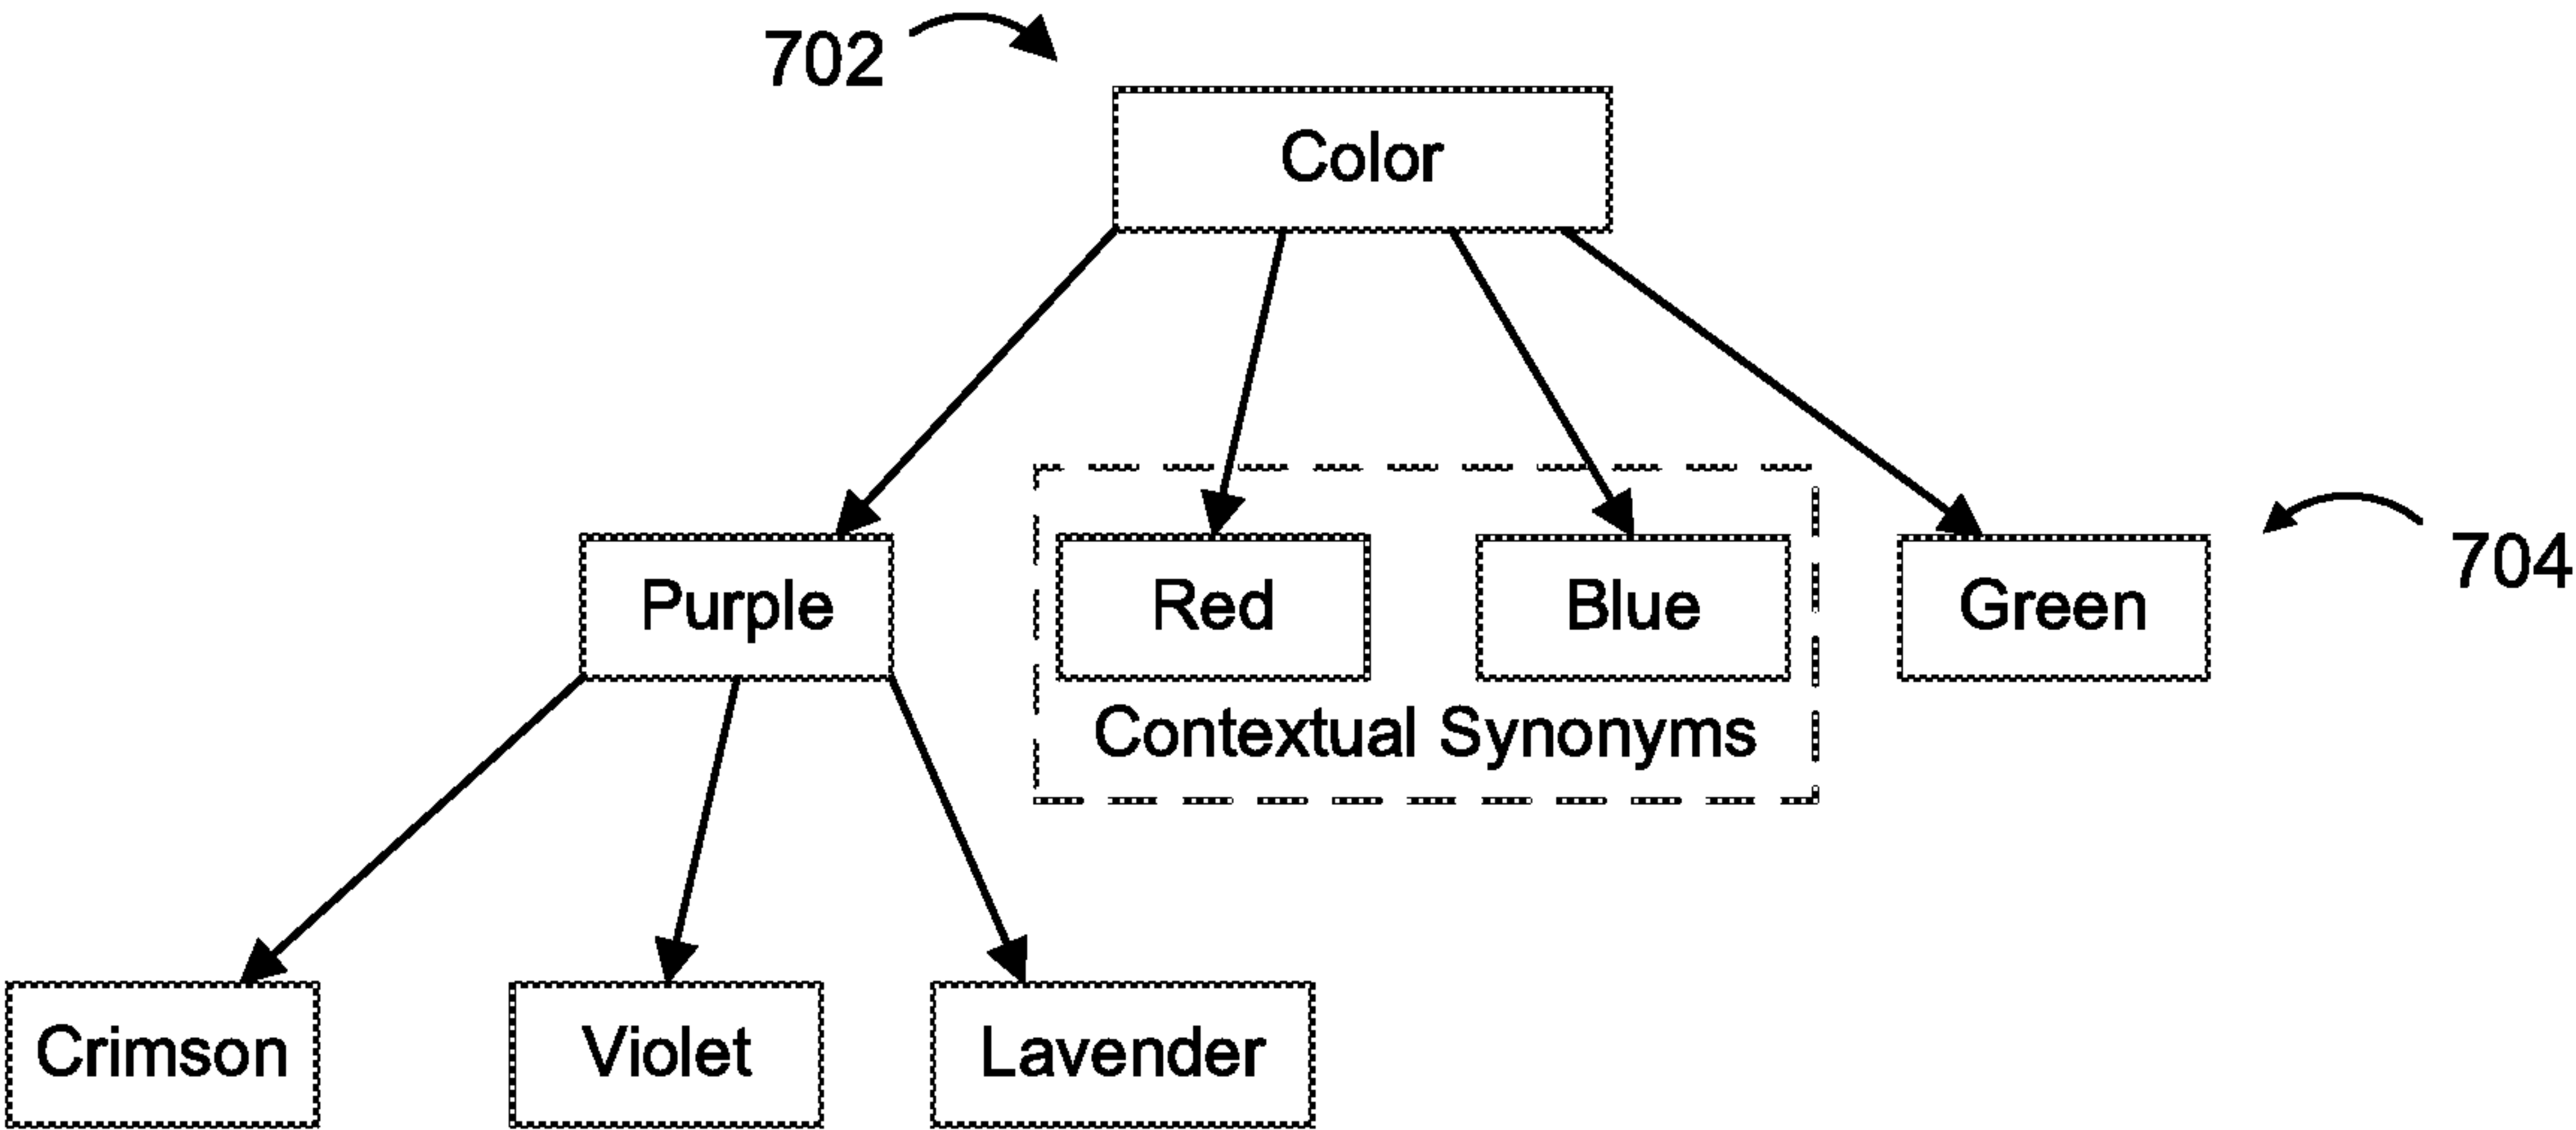 702
Color
Purple
Red
Blue
Green
704
Contextual Synonyms
Crimson
Violet
Lavender